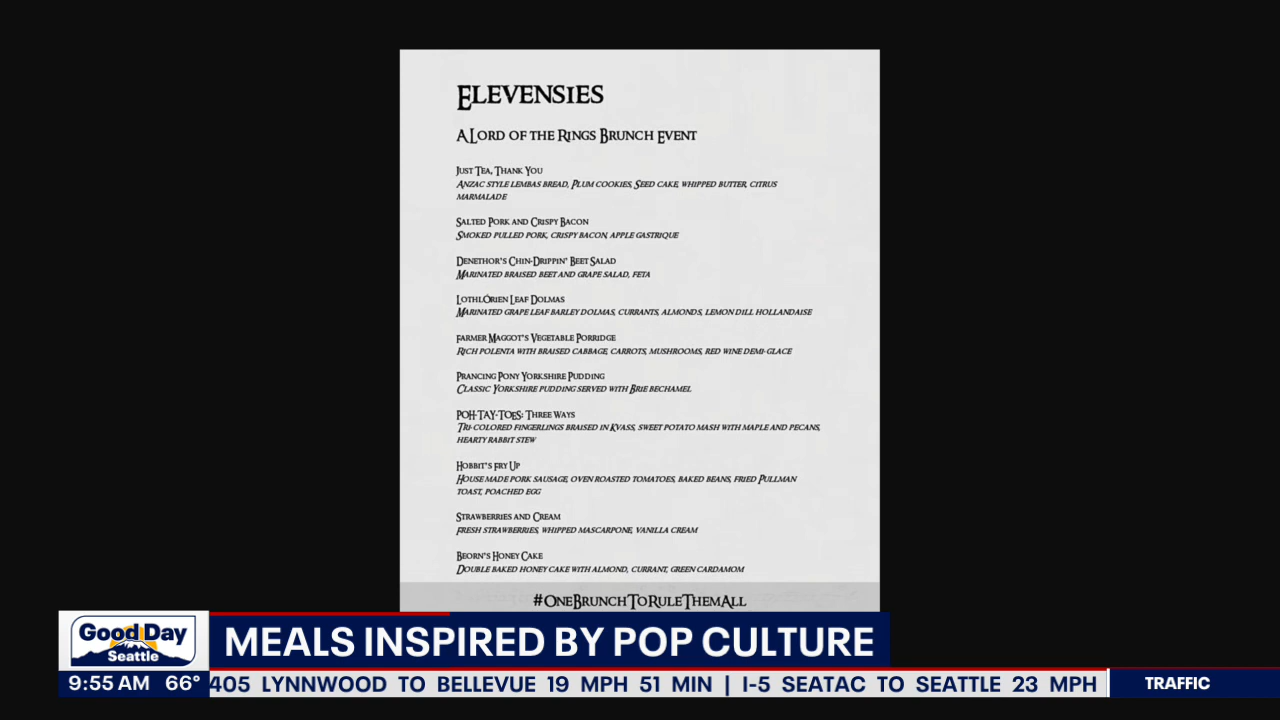 Elevensies
A Lord of the Rings Brunch Event
Just Tea, Thank You
Anzac style lembas bread, Plum cookies, Seed cake, whipped butter, citrus
marmalade
Salted Pork and Crispy Bacon
Smoked pulled pork, crispy bacon, apple gastrique
Denethor's Chin-Drippin' Beet Salad
Marinated braised beet and grape salad, feta
LothlÓrien Leaf Dolmas
Marinated grape leaf barley dolmas, currants, almonds, lemon dill hollandaise
Farmer Maggot's Vegetable Porridge
Rich polenta with braised cabbage, carrots, mushrooms, red wine demi-glace
Prancing Pony Yorkshire Pudding
Classic Yorkshire pudding served with Brie bechamel
POH-TAY-TOES: Three Ways
Tri-colored fingerlings braised in Kvass, sweet potato mash with maple and pecans,
hearty rabbit stew
Hobbit's Fry Up
House made pork sausage, oven roasted tomatoes, baked beans, fried Pullman
toast, poached egg
Strawberries and Cream
Fresh strawberries, whipped mascarpone, vanilla cream
Beorn's Honey Cake
Double baked honey cake with almond, currant, green cardamom
#OneBrunchToRuleThemAll
Good Day
Seattle
MEALS INSPIRED BY POP CULTURE
9:55 AM 66°
405 LYNNWOOD TO BELLEVUE 19 MPH 51 MIN | I-5 SEATAC TO SEATTLE 23 MPH
TRAFFIC